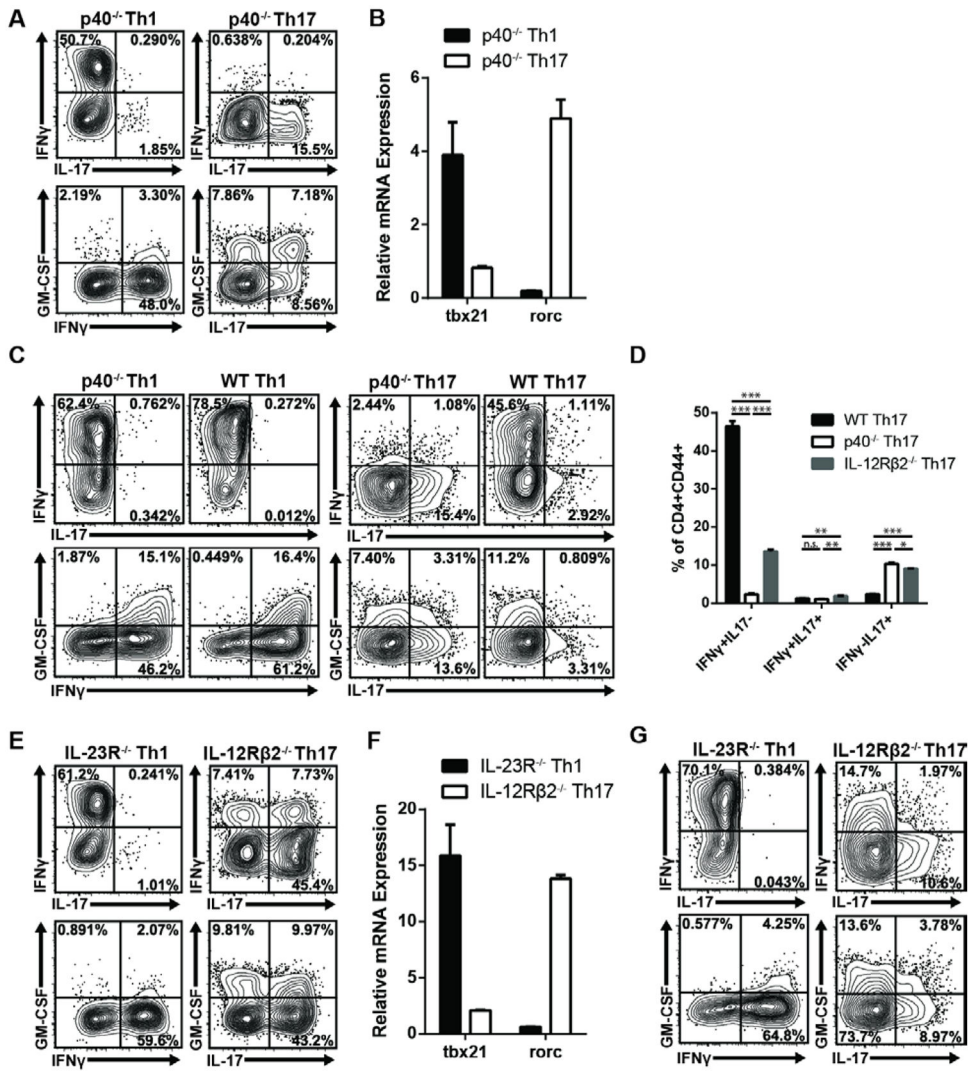 A
p40-/- Th1
p40-/- Th17
50.7%
0.290%
1.85%
IFNγ
IL-17
0.638%
0.204%
15.5%
IFNγ
IL-17
2.19%
3.30%
48.0%
GM-CSF
IFNγ
7.86%
7.18%
8.56%
GM-CSF
IL-17
B
p40-/- Th1
p40-/- Th17
Relative mRNA Expression
6
4
2
0
tbx21
rorc
C
p40-/- Th1
WT Th1
p40-/- Th17
WT Th17
62.4%
0.762%
0.342%
78.5%
0.272%
0.012%
IFNγ
IL-17
2.44%
1.08%
15.4%
45.6%
1.11%
2.92%
IFNγ
IL-17
1.87%
15.1%
46.2%
0.449%
16.4%
61.2%
GM-CSF
IFNγ
7.40%
3.31%
13.6%
11.2%
0.809%
3.31%
GM-CSF
IL-17
D
WT Th17
p40-/- Th17
IL-12Rβ2-/- Th17
% of CD4+CD44+
50
40
30
20
10
0
***
*** ***
**
n.s. **
***
*** *
IFNγ+IL17-
IFNγ+IL17+
IFNγ-IL17+
E
IL-23R-/- Th1
IL-12Rβ2-/- Th17
61.2%
0.241%
1.01%
IFNγ
IL-17
7.41%
7.73%
45.4%
IFNγ
IL-17
0.891%
2.07%
59.6%
GM-CSF
IFNγ
9.81%
9.97%
43.2%
GM-CSF
IL-17
F
IL-23R-/- Th1
IL-12Rβ2-/- Th17
Relative mRNA Expression
20
15
10
5
0
tbx21
rorc
G
IL-23R-/- Th1
IL-12Rβ2-/- Th17
70.1%
0.384%
0.043%
IFNγ
IL-17
14.7%
1.97%
10.6%
IFNγ
IL-17
0.577%
4.25%
64.8%
GM-CSF
IFNγ
13.6%
3.78%
73.7%
8.97%
GM-CSF
IL-17